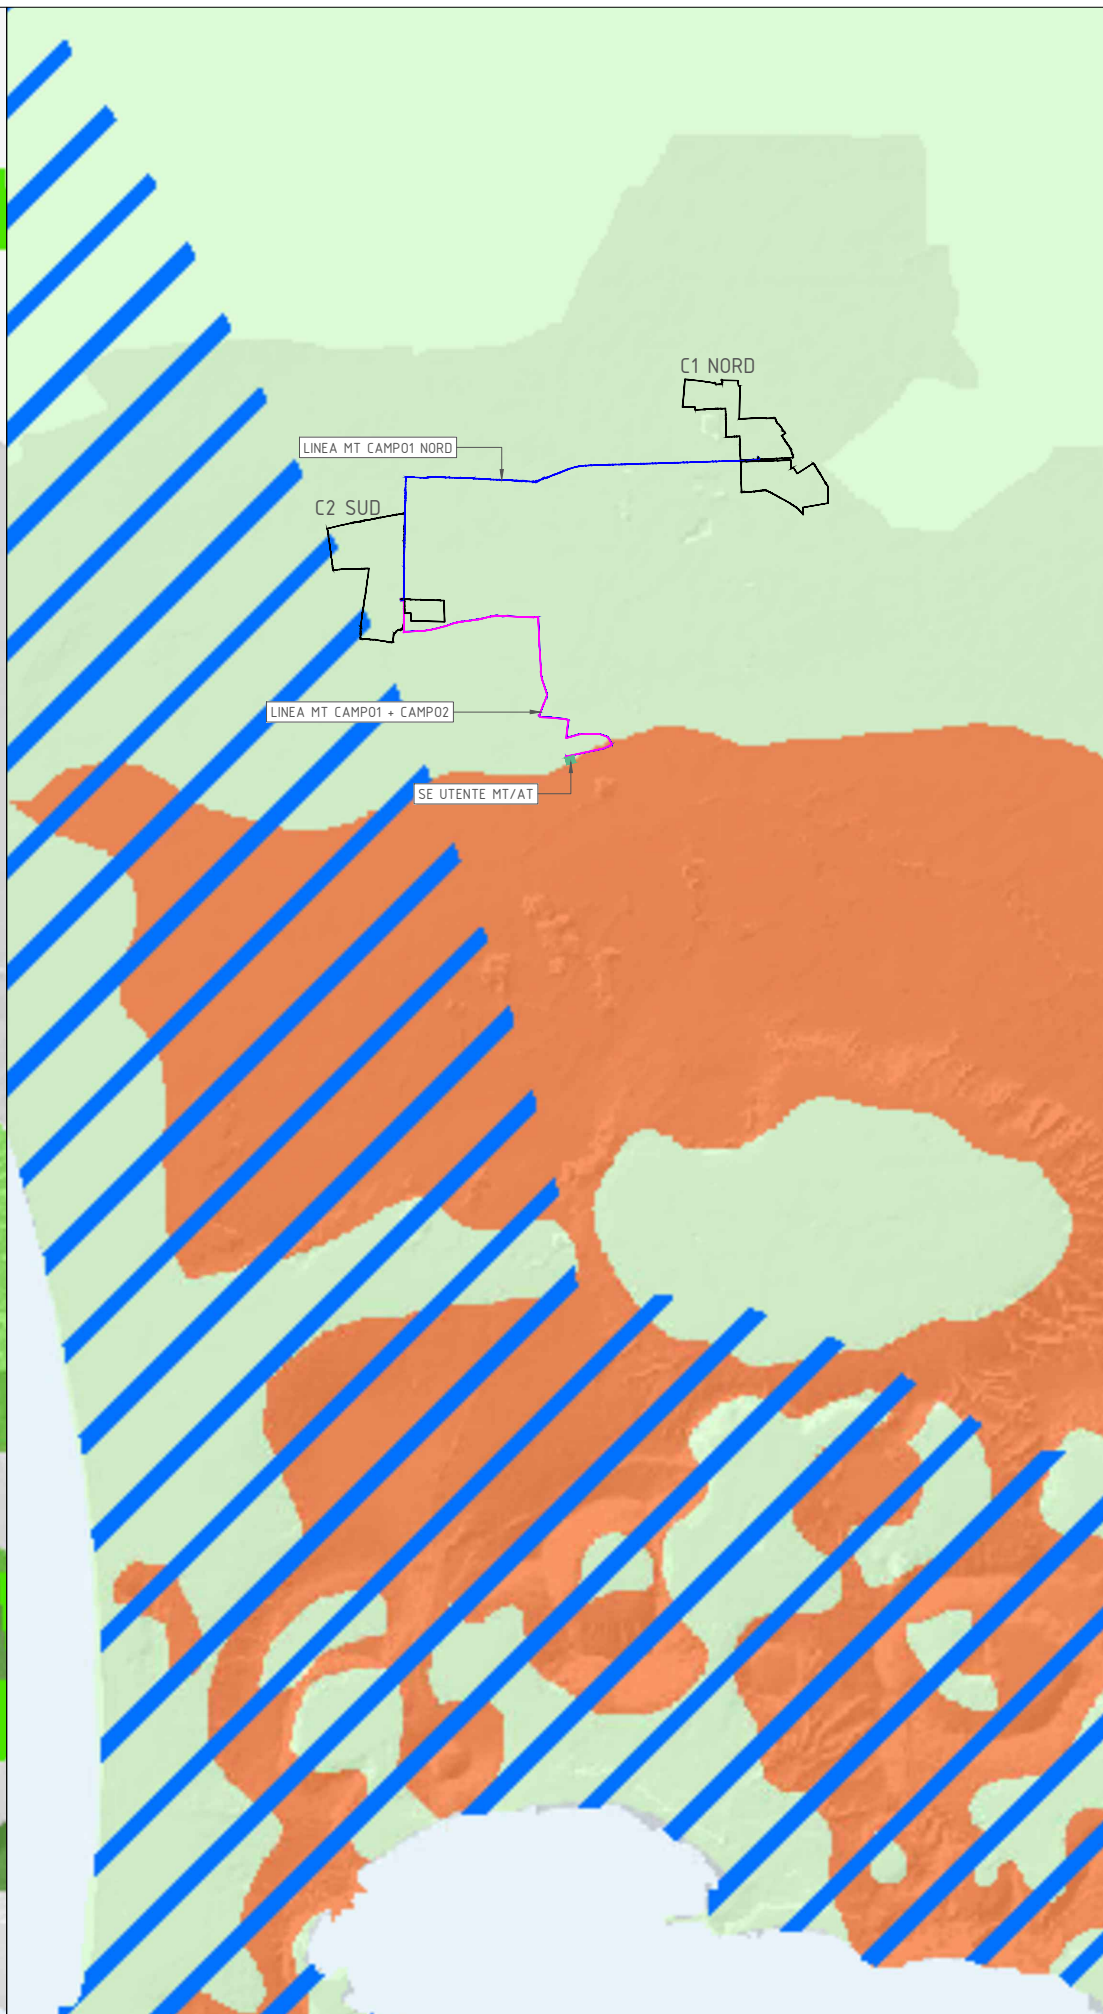 C1 NORD
LINEA MT CAMPO1 NORD
C2 SUD
LINEA MT CAMPO1 + CAMPO2
SE UTENTE MT/AT